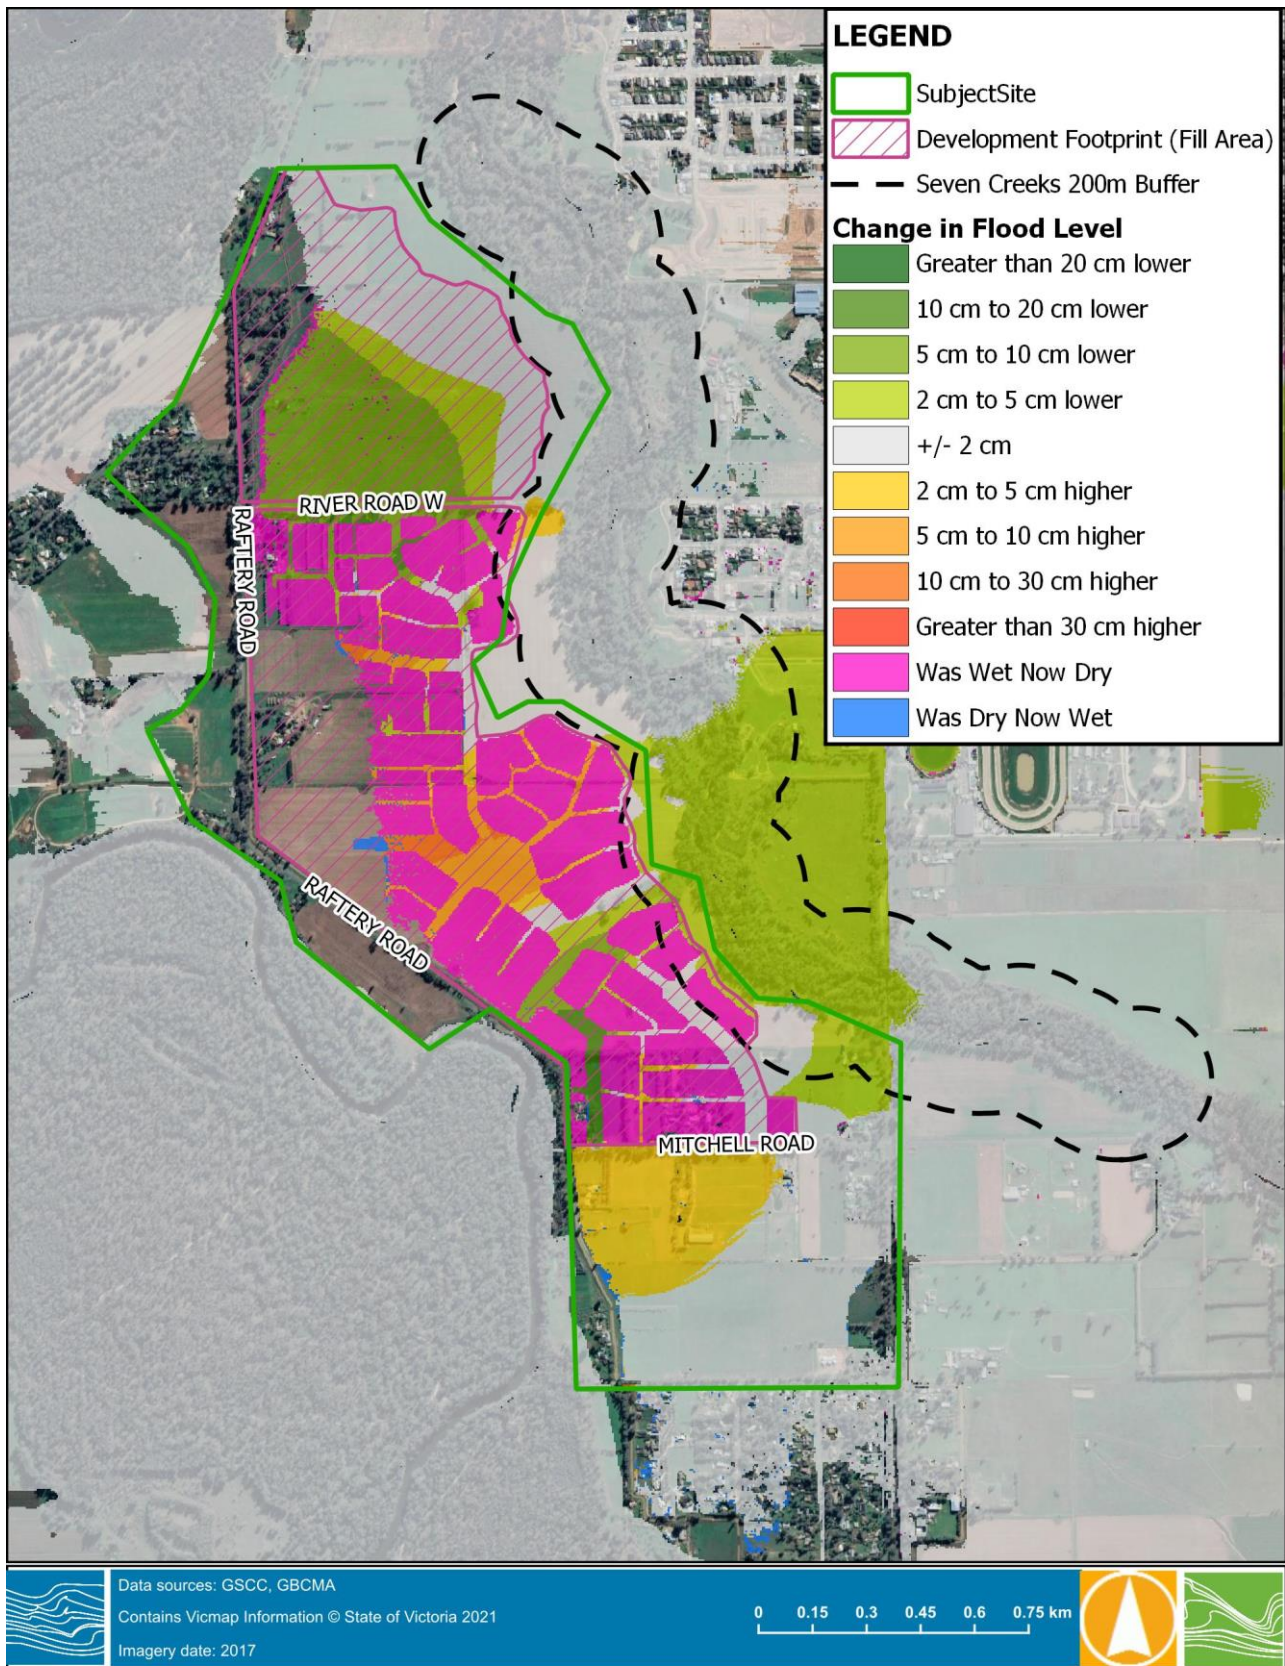 LEGEND
SubjectSite
Development Footprint (Fill Area)
Seven Creeks 200m Buffer
Change in Flood Level
Greater than 20 cm lower
10 cm to 20 cm lower
5 cm to 10 cm lower
2 cm to 5 cm lower
+/- 2 cm
2 cm to 5 cm higher
5 cm to 10 cm higher
10 cm to 30 cm higher
Greater than 30 cm higher
Was Wet Now Dry
Was Dry Now Wet
RIVER ROAD W
RAFTERY ROAD
RAFTERY ROAD
MITCHELL ROAD
Data sources: GSCC, GBCMA
Contains Vicmap Information © State of Victoria 2021
Imagery date: 2017
0 0.15 0.3 0.45 0.6 0.75 km